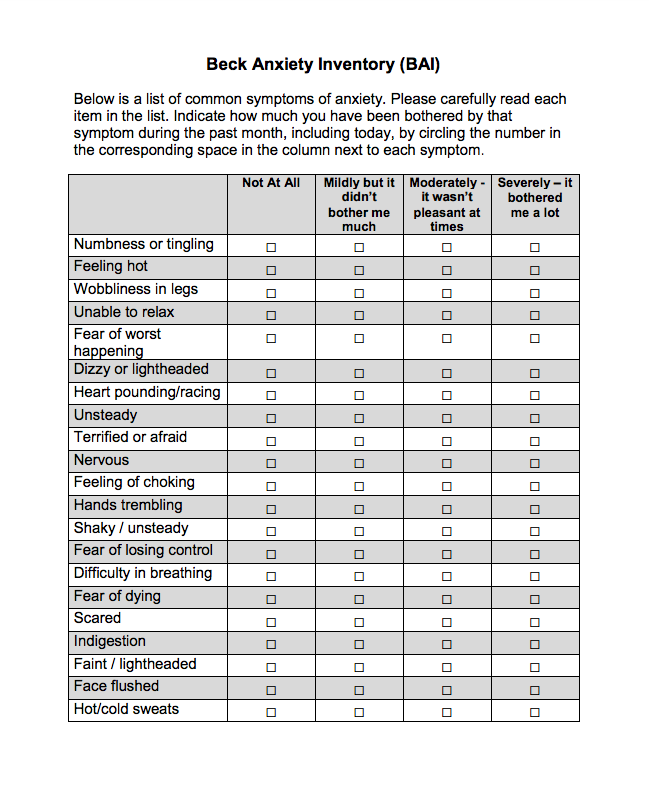 Beck Anxiety Inventory (BAI)
Below is a list of common symptoms of anxiety. Please carefully read each
item in the list. Indicate how much you have been bothered by that
symptom during the past month, including today, by circling the number in
the corresponding space in the column next to each symptom.
Not At All
Mildly but it
didn't
bother me
much
Moderately -
it wasn't
pleasant at
times
Severely – it
bothered
me a lot
Numbness or tingling
Feeling hot
Wobbliness in legs
Unable to relax
Fear of worst
happening
Dizzy or lightheaded
Heart pounding/racing
Unsteady
Terrified or afraid
Nervous
Feeling of choking
Hands trembling
Shaky / unsteady
Fear of losing control
Difficulty in breathing
Fear of dying
Scared
Indigestion
Faint / lightheaded
Face flushed
Hot/cold sweats